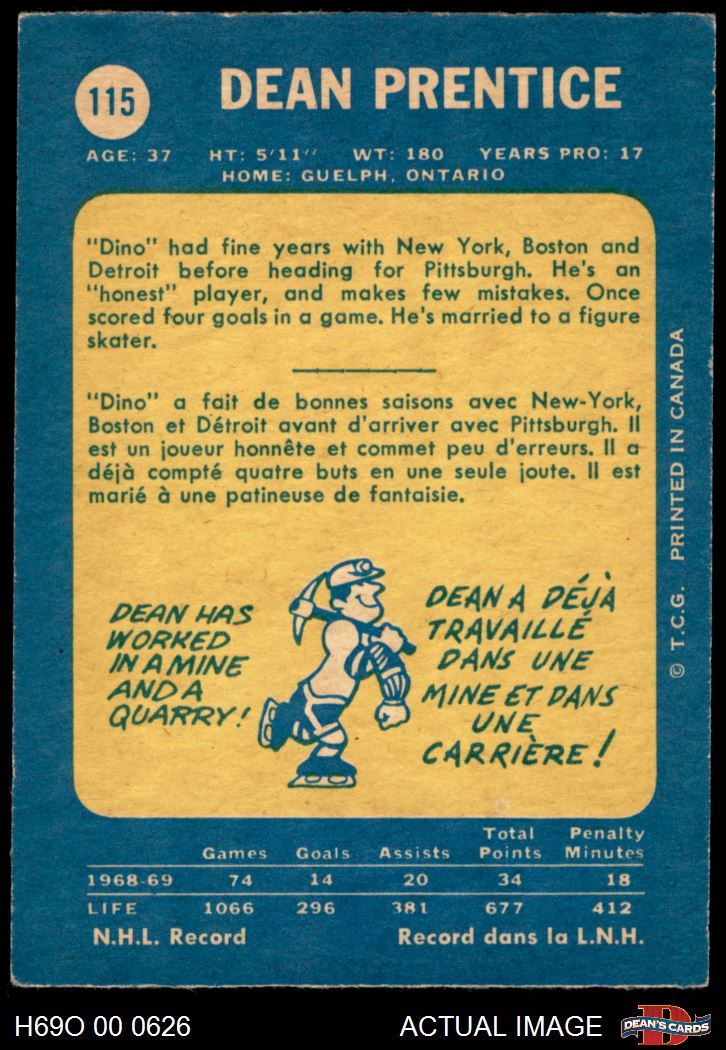 115
DEAN PRENTICE
AGE: 37 HT: 5'11" WT: 180 YEARS PRO: 17
HOME: GUELPH, ONTARIO
"Dino" had fine years with New York, Boston and
Detroit before heading for Pittsburgh. He's an
"honest" player, and makes few mistakes. Once
scored four goals in a game. He's married to a figure
skater.
"Dino" a fait de bonnes saisons avec New-York,
Boston et Détroit avant d'arriver avec Pittsburgh. Il
est un joueur honnête et commet peu d'erreurs. Il a
déjà compté quatre buts en une seule joute. Il est
marié à une patineuse de fantaisie.
DEAN HAS
WORKED
IN A MINE
AND A
QUARRY!
DEAN A DÉJÀ
TRAVAILLÉ
DANS UNE
MINE ET DANS
UNE
CARRIÈRE!
© T.C.G. PRINTED IN CANADA
Games Goals Assists Total Points Penalty Minutes
1968-69 74 14 20 34 18
LIFE 1066 296 381 677 412
N.H.L. Record Record dans la L.N.H.
H69O 00 0626 ACTUAL IMAGE
D
DEAN'S CARDS